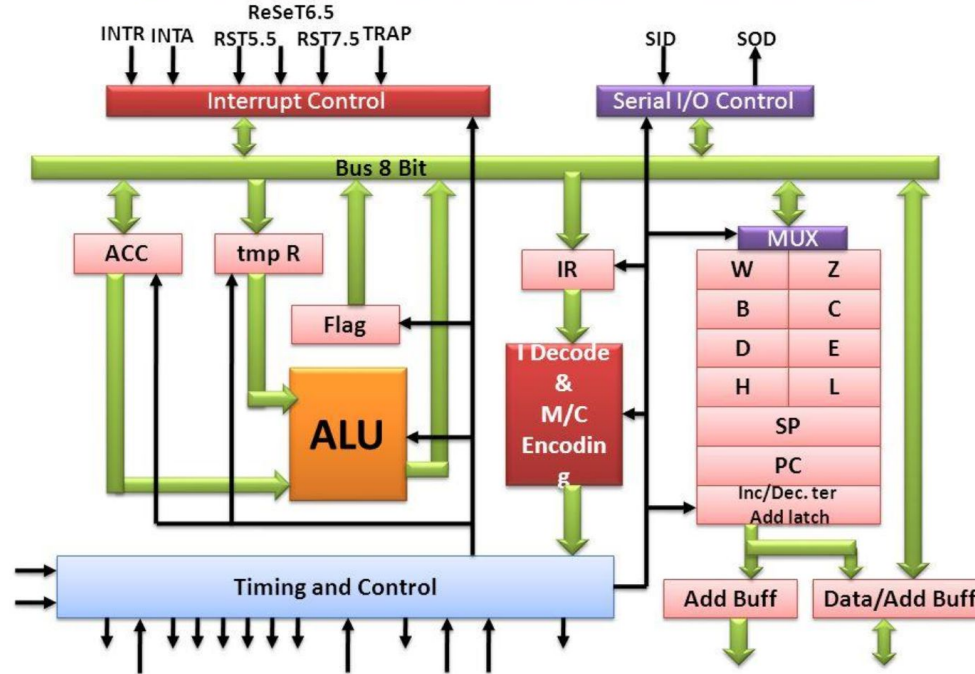 ReSeT6.5
INTR INTA RST5.5 RST7.5 TRAP
SID SOD
Interrupt Control
Serial I/O Control
Bus 8 Bit
ACC
tmp R
IR
MUX
W Z
B C
D E
H L
SP
PC
Inc/Dec. ter
Add latch
Flag
I Decode
&
M/C
Encodin
g
ALU
Timing and Control
Add Buff
Data/Add Buff